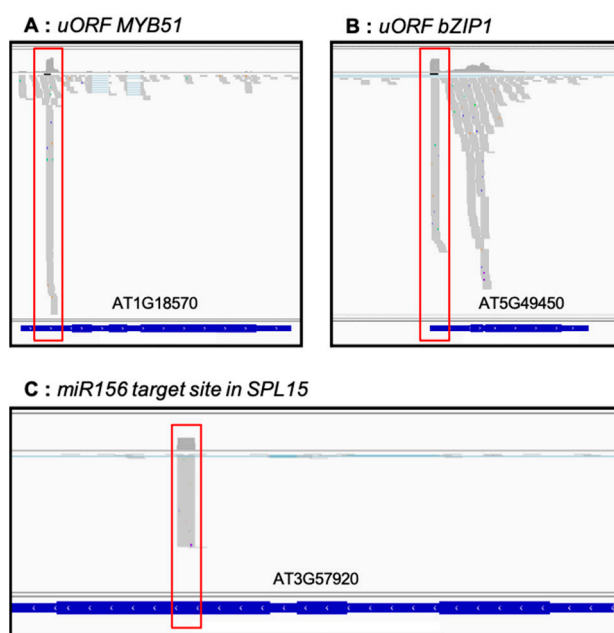 A : uORF MYB51
B : uORF bZIP1
AT1G18570
AT5G49450
C : miR156 target site in SPL15
AT3G57920